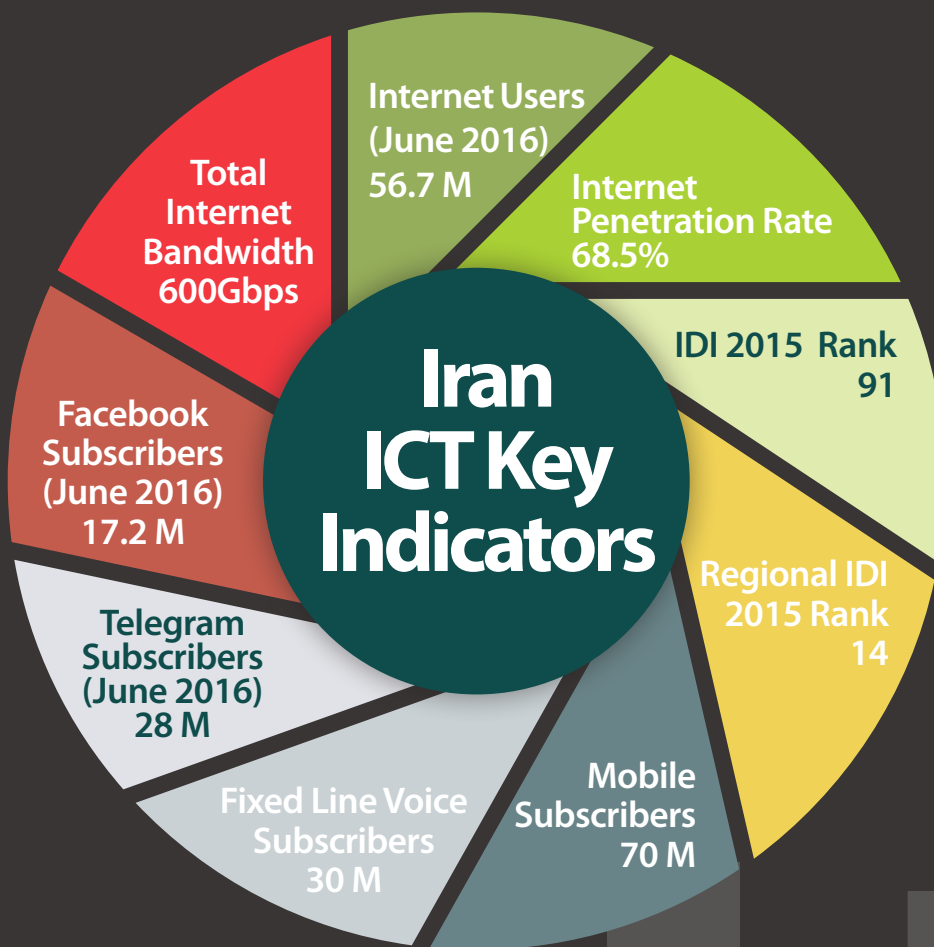 Internet Users
(June 2016)
56.7 M
Internet
Penetration Rate
68.5%
IDI 2015 Rank
91
Regional IDI
2015 Rank
14
Mobile
Subscribers
70 M
Fixed Line Voice
Subscribers
30 M
Telegram
Subscribers
(June 2016)
28 M
Facebook
Subscribers
(June 2016)
17.2 M
Total
Internet
Bandwidth
600Gbps
Iran
ICT Key
Indicators